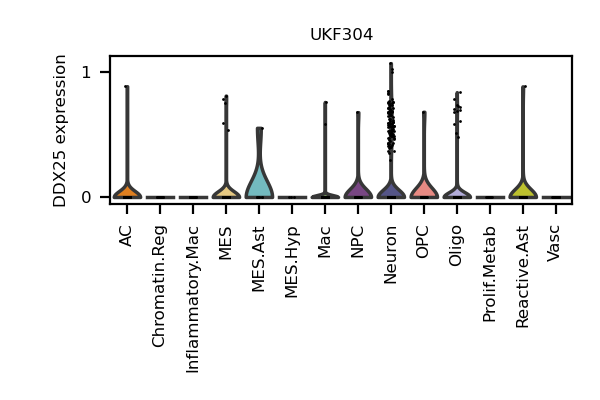 UKF304
DDX25 expression
1
0
AC
Chromatin.Reg
Inflammatory.Mac
MES
MES.Ast
MES.Hyp
Mac
NPC
Neuron
OPC
Oligo
Prolif.Metab
Reactive.Ast
Vasc